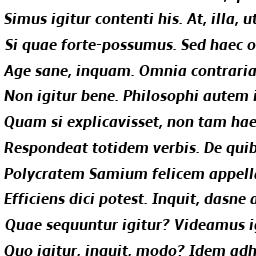 Simus igitur contenti his. At, illa, ut
Si quae forte-possumus. Sed haec
Age sane, inquam. Omnia contraria
Non igitur bene. Philosophi autem
Quam si explicavisset, non tam hae
Respondeat totidem verbis. De quib
Polycratem Samium felicem appella
Efficiens dici potest. Inquit, dasne
Quae sequuntur igitur? Videamus
Quo igitur, inquit, modo? Idem adh